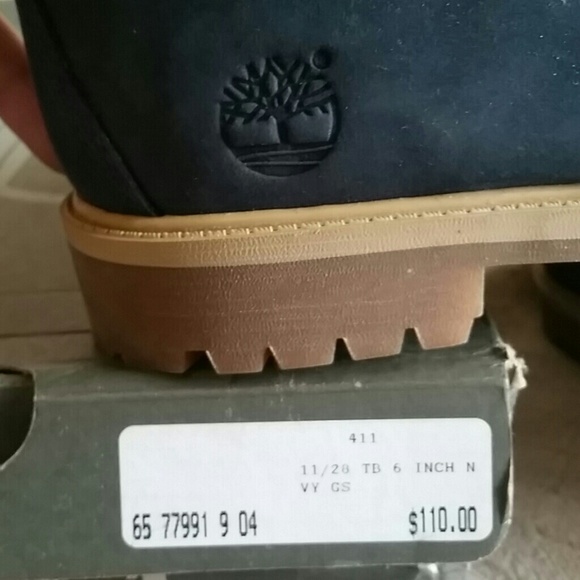 411
11/28 TB 6 INCH N
VY GS
65 77991 9 04 $110.00